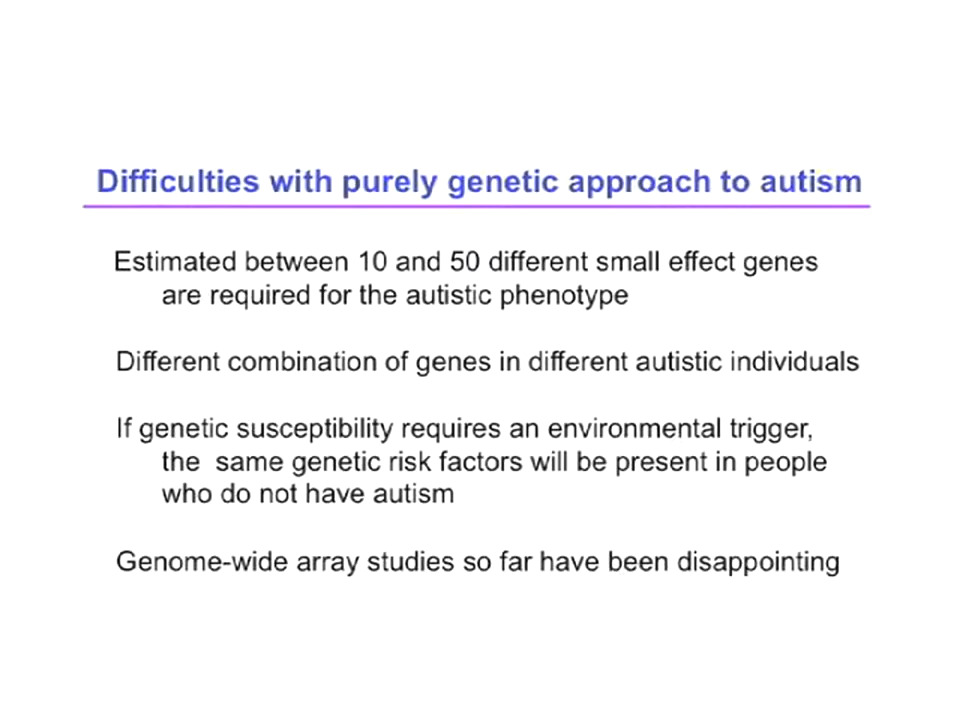 Difficulties with purely genetic approach to autism
Estimated between 10 and 50 different small effect genes
are required for the autistic phenotype
Different combination of genes in different autistic individuals
If genetic susceptibility requires an environmental trigger,
the same genetic risk factors will be present in people
who do not have autism
Genome-wide array studies so far have been disappointing